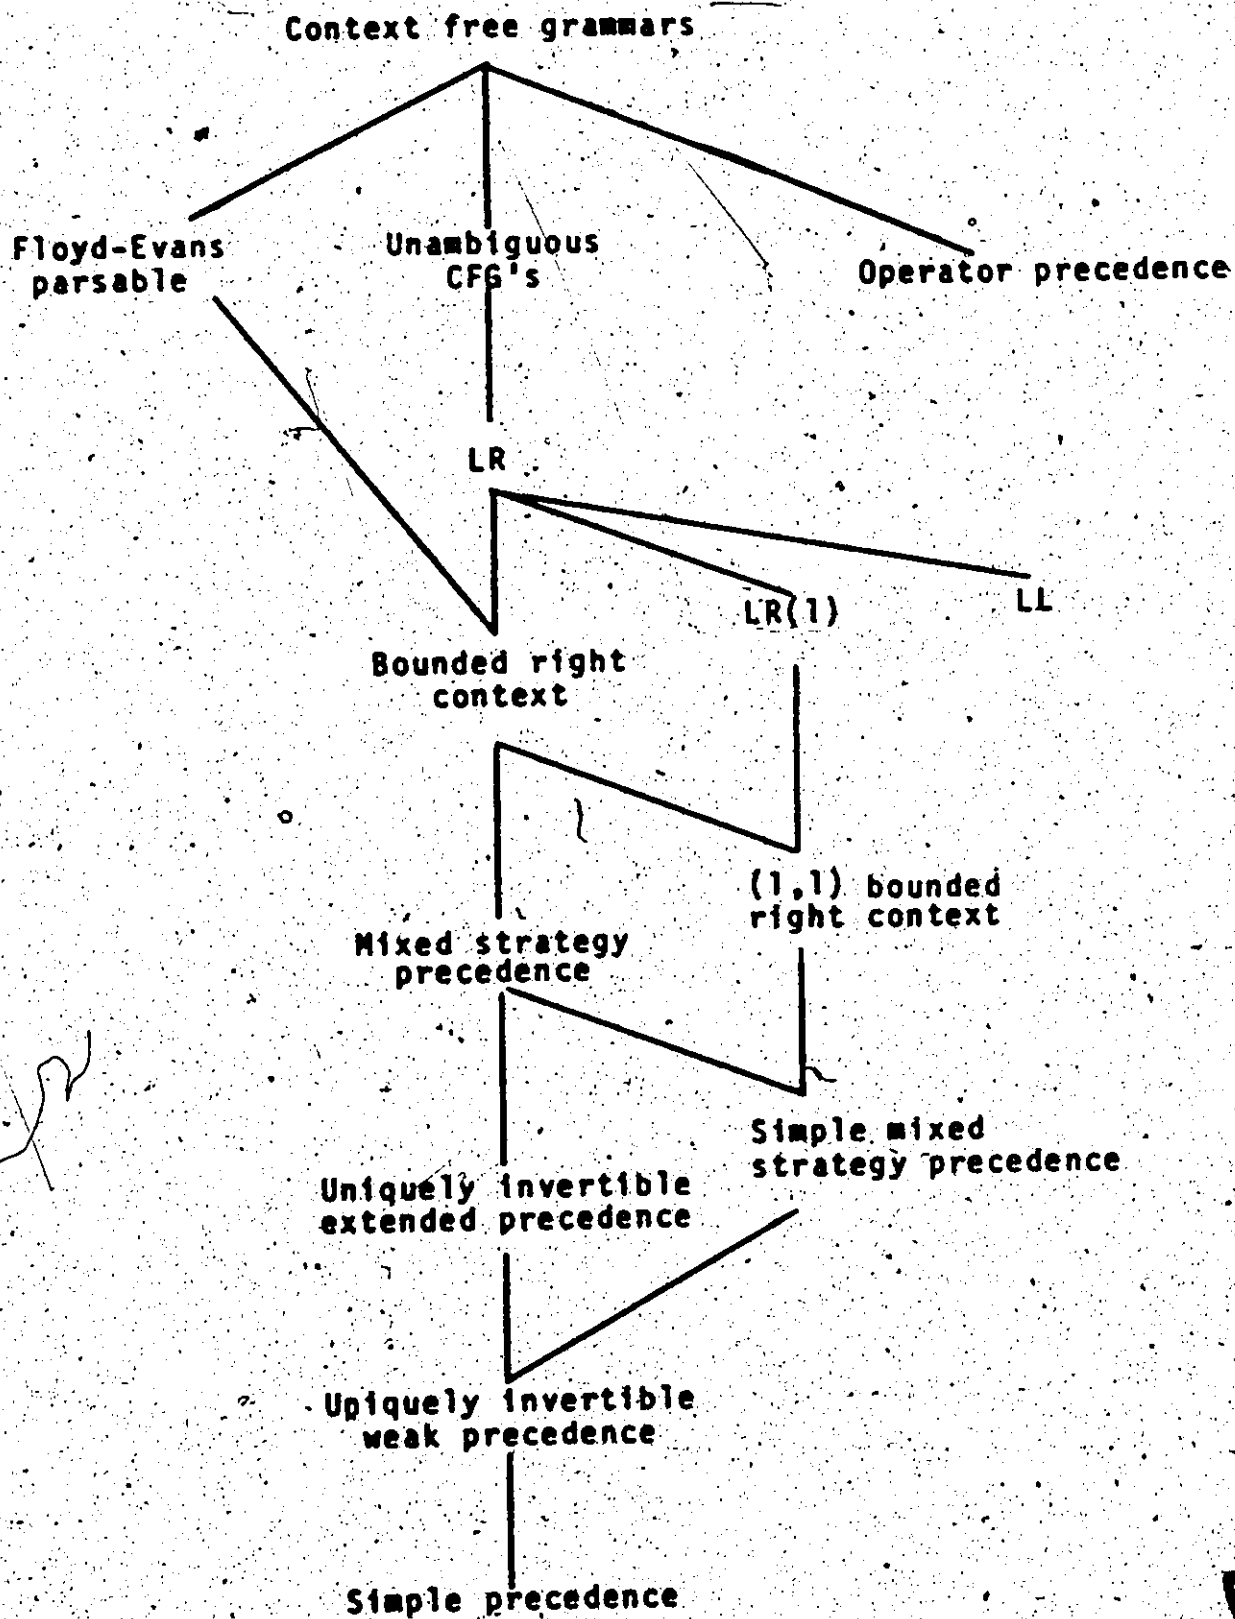 Context free grammars
Floyd-Evans
parsable
Unambiguous
CFG's
Operator precedence
LR
LR(1)
LL
Bounded right
context
(1,1) bounded
right context
Mixed strategy
precedence
Simple mixed
strategy precedence
Uniquely invertible
extended precedence
Uniquely invertible
weak precedence
Simple precedence